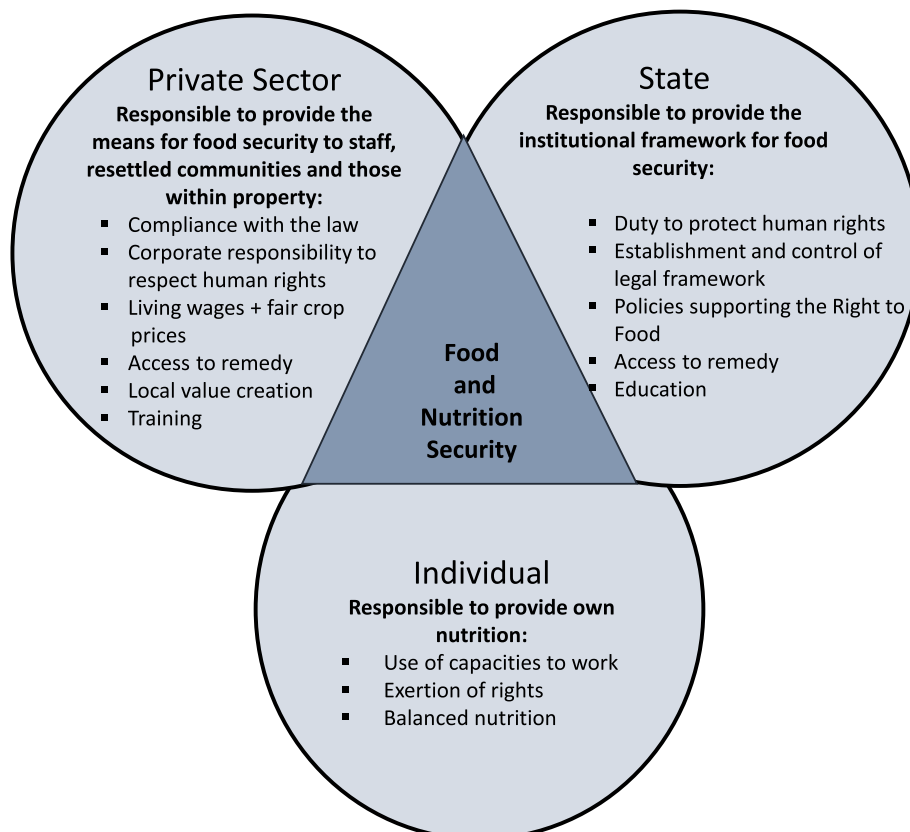 Private Sector
Responsible to provide the
means for food security to staff,
resettled communities and those
within property:
▪ Compliance with the law
▪ Corporate responsibility to
respect human rights
▪ Living wages + fair crop
prices
▪ Access to remedy
▪ Local value creation
▪ Training
State
Responsible to provide the
institutional framework for food
security:
▪ Duty to protect human rights
▪ Establishment and control of
legal framework
▪ Policies supporting the Right to
Food
▪ Access to remedy
▪ Education
Food
and
Nutrition
Security
Individual
Responsible to provide own
nutrition:
▪ Use of capacities to work
▪ Exertion of rights
▪ Balanced nutrition